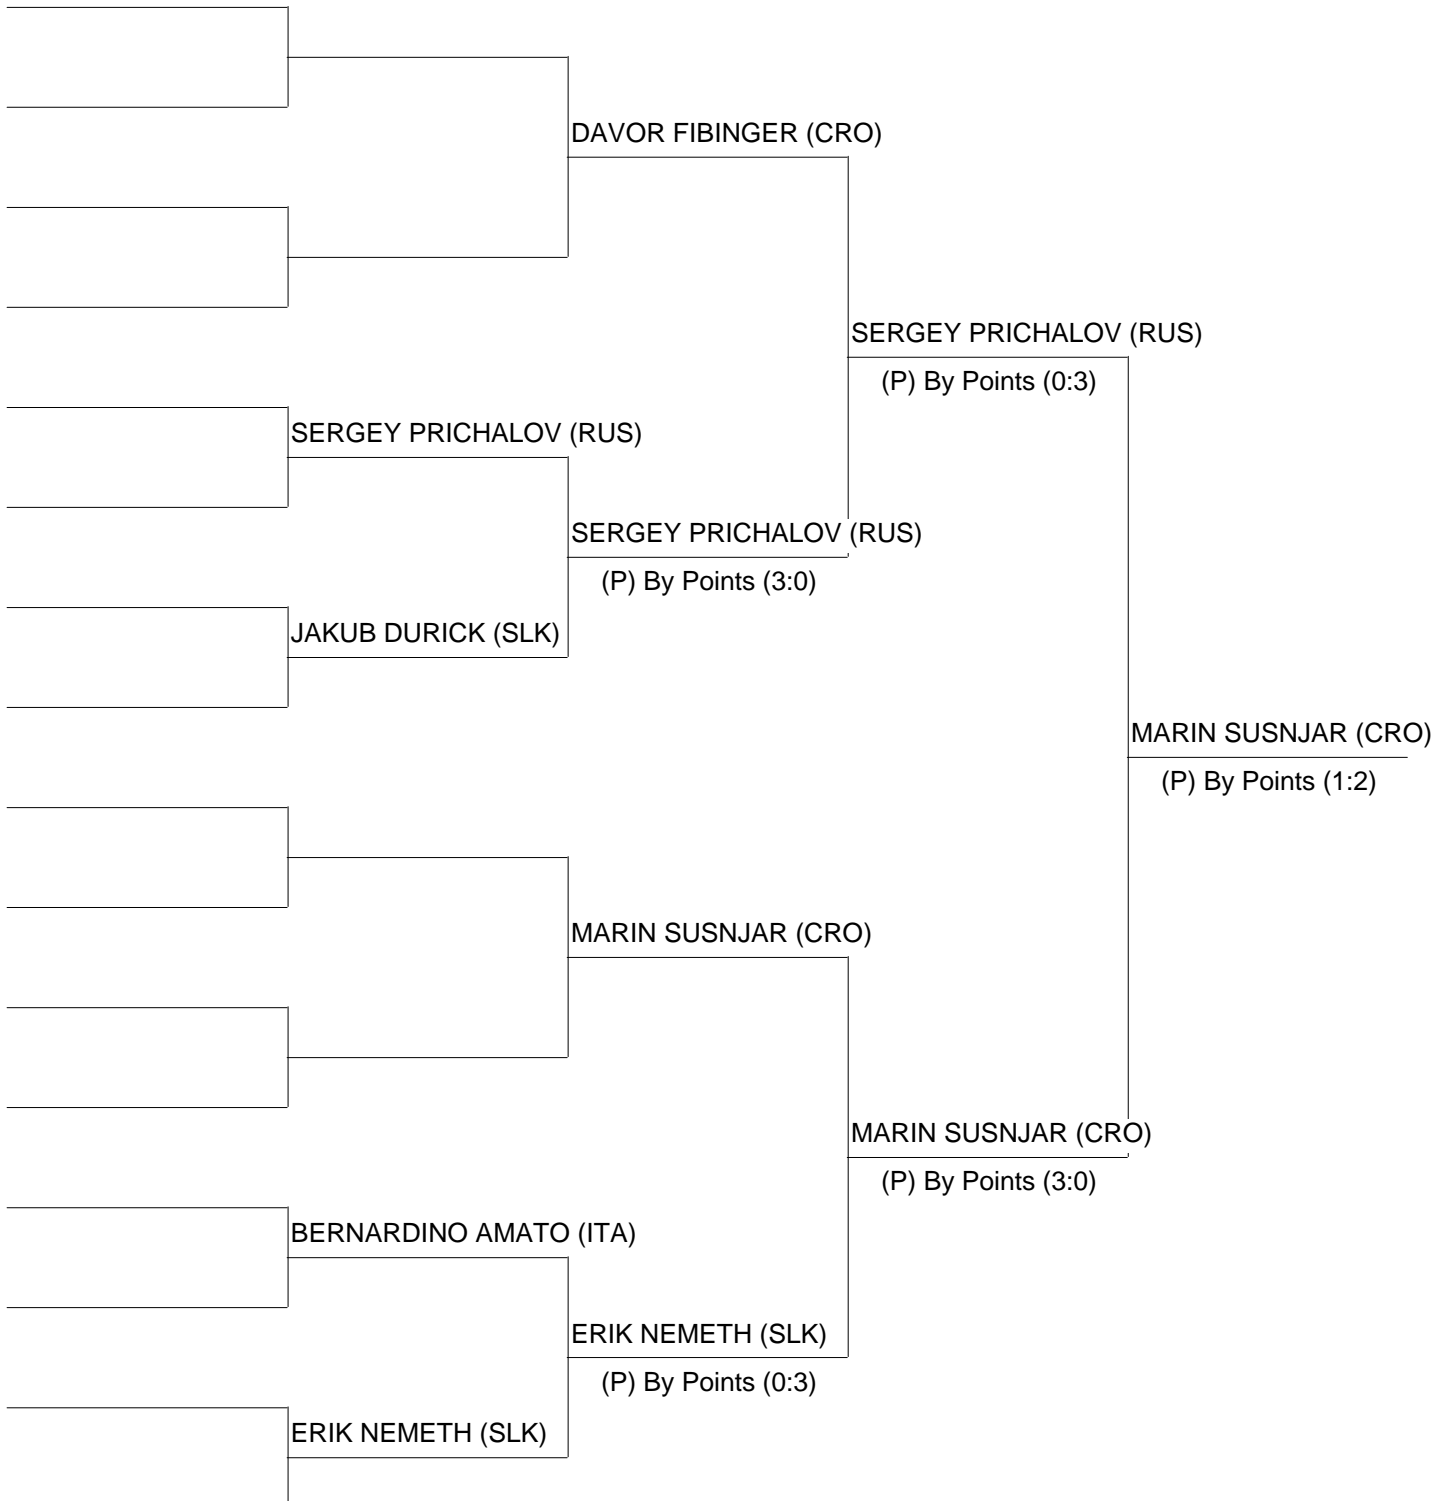 DAVOR FIBINGER (CRO)
SERGEY PRICHALOV (RUS)
(P) By Points (0:3)
SERGEY PRICHALOV (RUS)
SERGEY PRICHALOV (RUS)
(P) By Points (3:0)
JAKUB DURICK (SLK)
MARIN SUSNJAR (CRO)
(P) By Points (1:2)
MARIN SUSNJAR (CRO)
MARIN SUSNJAR (CRO)
(P) By Points (3:0)
BERNARDINO AMATO (ITA)
ERIK NEMETH (SLK)
(P) By Points (0:3)
ERIK NEMETH (SLK)